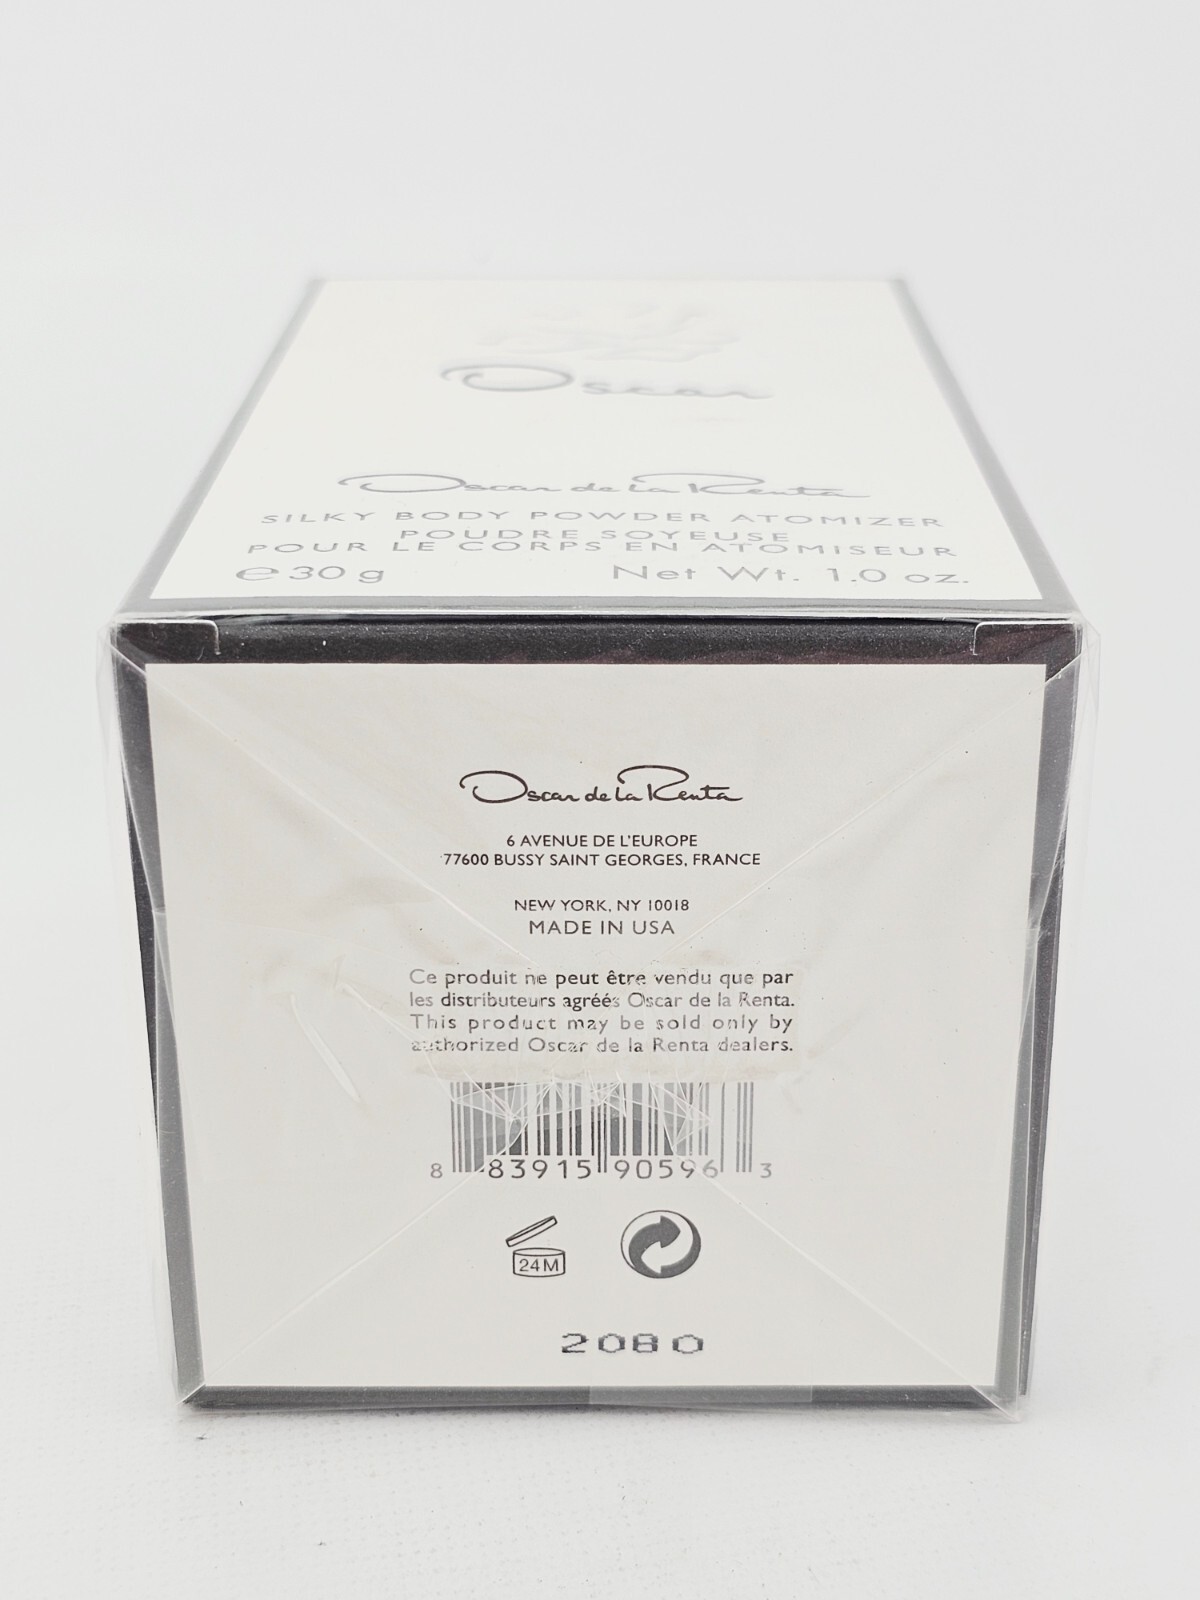 Oscar
Oscar de la Renta
SILKY BODY POWDER ATOMIZER
POUDRE SOYEUSE
POUR LE CORPS EN ATOMISEUR
℮30 g Net Wt. 1.0 oz.
Oscar de la Renta
6 AVENUE DE L'EUROPE
77600 BUSSY SAINT GEORGES, FRANCE
NEW YORK, NY 10018
MADE IN USA
Ce produit ne peut être vendu que par
les distributeurs agréés Oscar de la Renta.
This product may be sold only by
authorized Oscar de la Renta dealers.
8 83915 90596 3
24M
2080